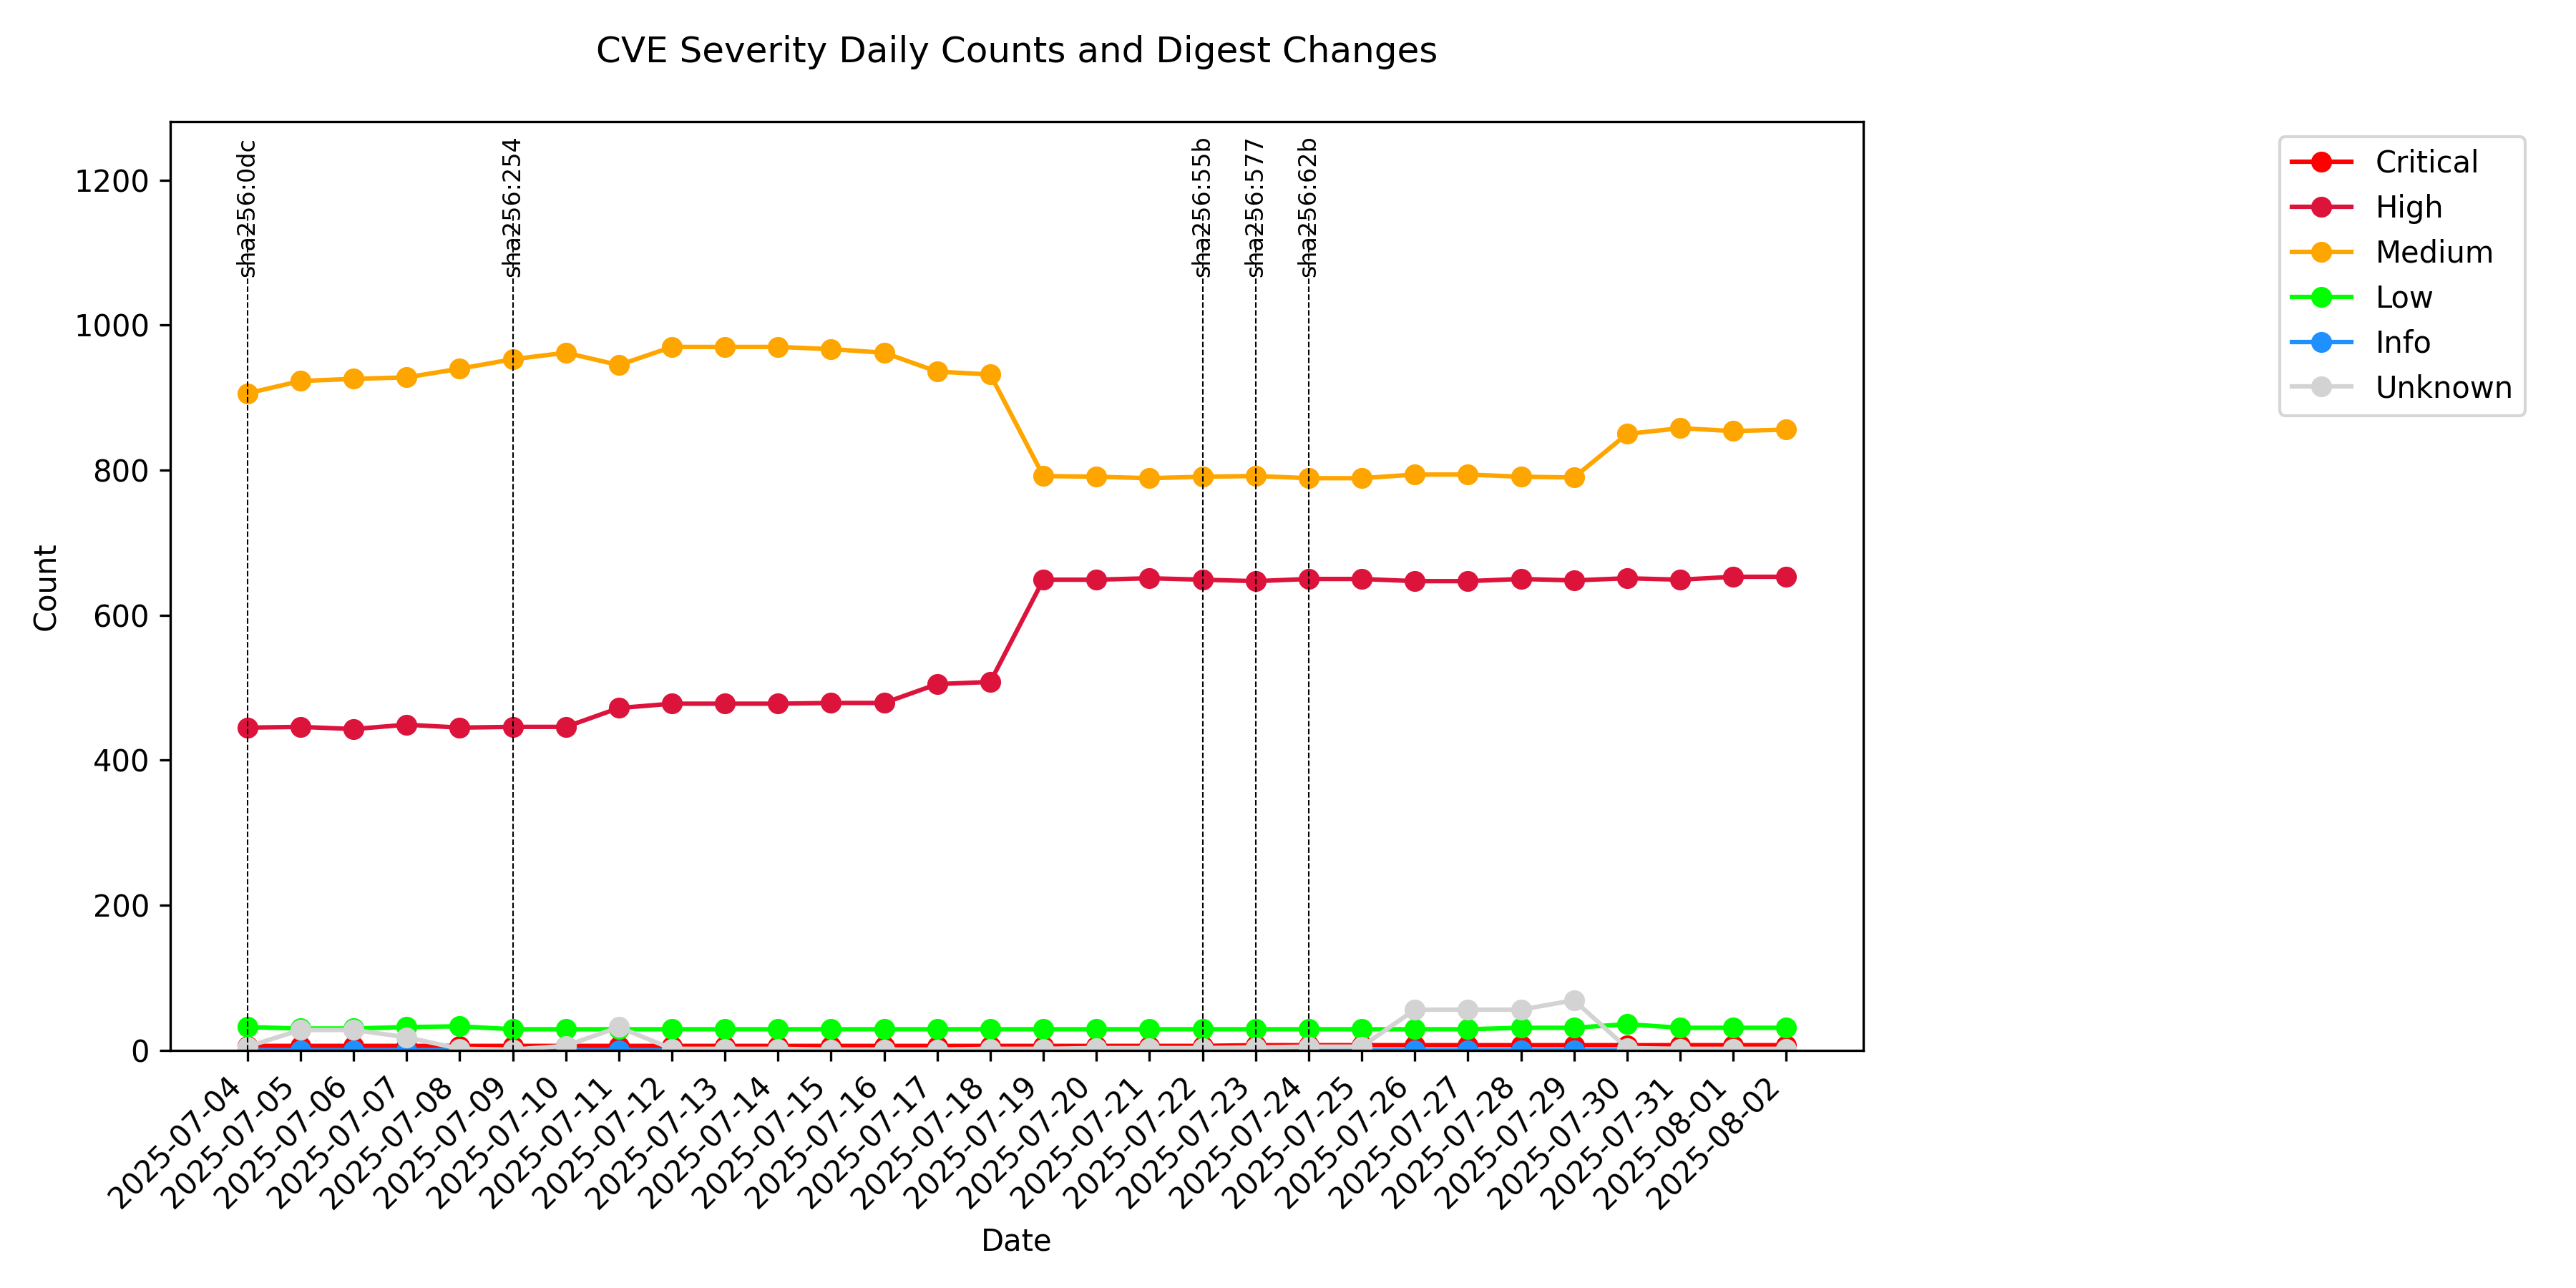 CVE Severity Daily Counts and Digest Changes
sha256:0dc
sha256:254
sha256:55b
sha256:577
sha256:62b
Critical
High
Medium
Low
Info
Unknown
1200
1000
800
600
400
200
0
Count
2025-07-04
2025-07-05
2025-07-06
2025-07-07
2025-07-08
2025-07-09
2025-07-10
2025-07-11
2025-07-12
2025-07-13
2025-07-14
2025-07-15
2025-07-16
2025-07-17
2025-07-18
2025-07-19
2025-07-20
2025-07-21
2025-07-22
2025-07-23
2025-07-24
2025-07-25
2025-07-26
2025-07-27
2025-07-28
2025-07-29
2025-07-30
2025-07-31
2025-08-01
2025-08-02
Date